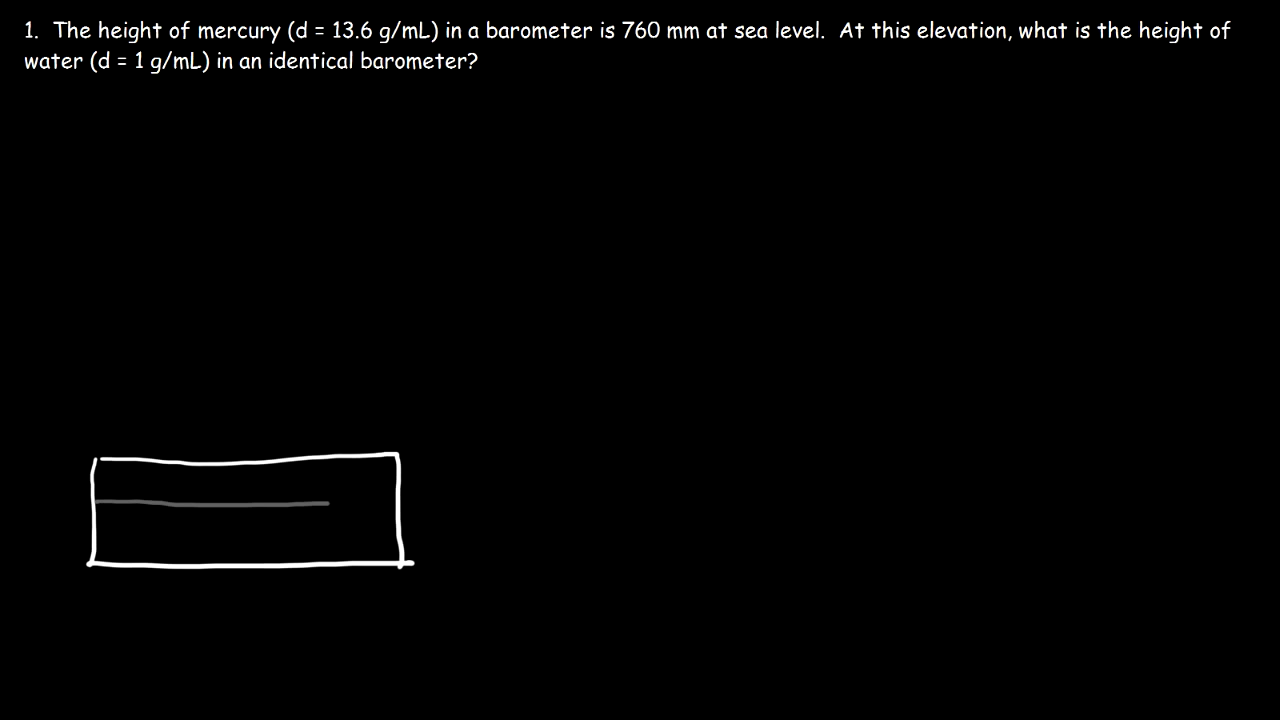 1. The height of mercury (d = 13.6 g/mL) in a barometer is 760 mm at sea level. At this elevation, what is the height of
water (d = 1 g/mL) in an identical barometer?